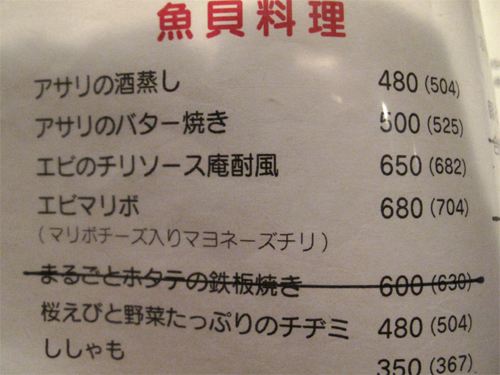 魚貝料理
アサリの酒蒸し 480(504)
アサリのバター焼き 500(525)
エビのチリソース庵酎風 650(682)
エビマリボ 680(704)
(マリボチーズ入りマヨネーズチリ)
まるごとホタテの鉄板焼き 600(630)
桜えびと野菜たっぷりのチヂミ 480(504)
ししゃも 350(367)